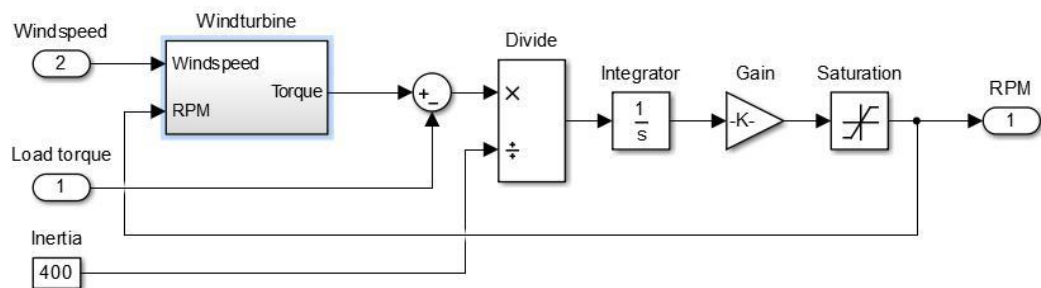 Windspeed
2
Windturbine
Windspeed
RPM
Torque
Load torque
1
Inertia
400
+
−
Divide
×
÷
Integrator
1
s
Gain
-K-
Saturation
RPM
1